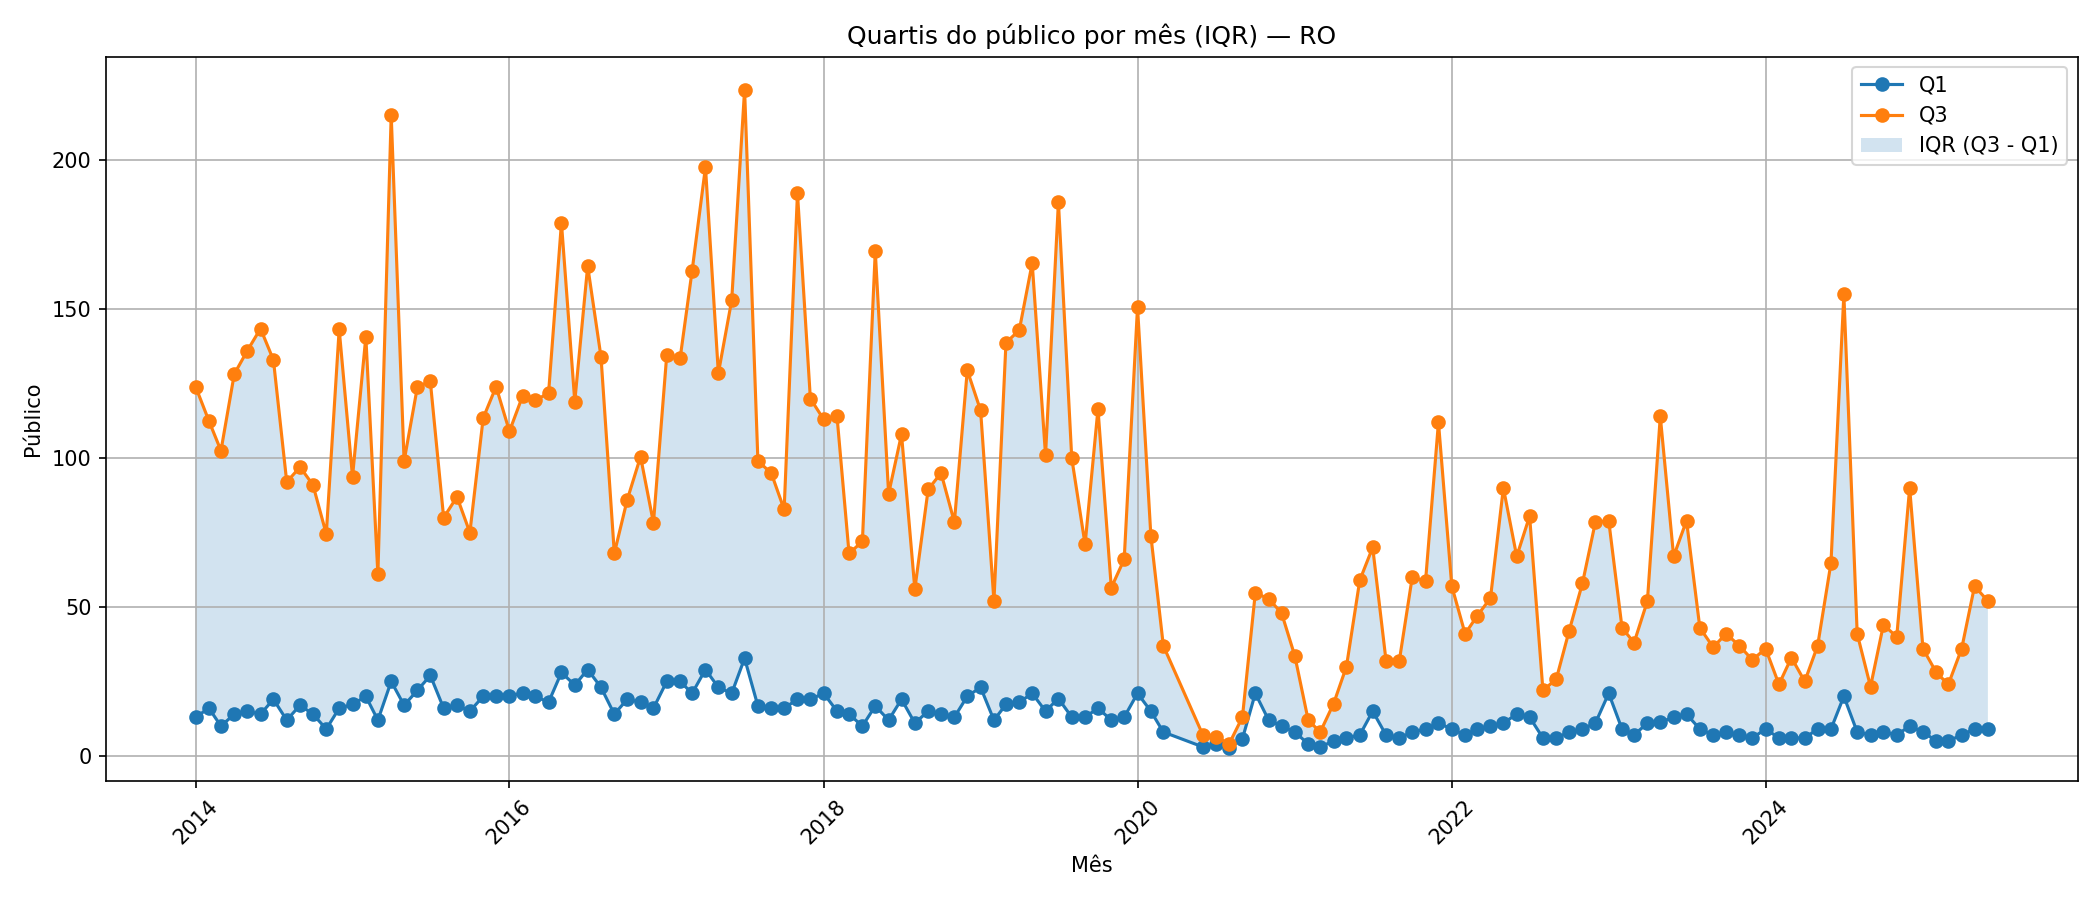 Quartis do público por mês (IQR) — RO
Q1
Q3
IQR (Q3 - Q1)
Público
200
150
100
50
0
2014
2016
2018
2020
2022
2024
Mês